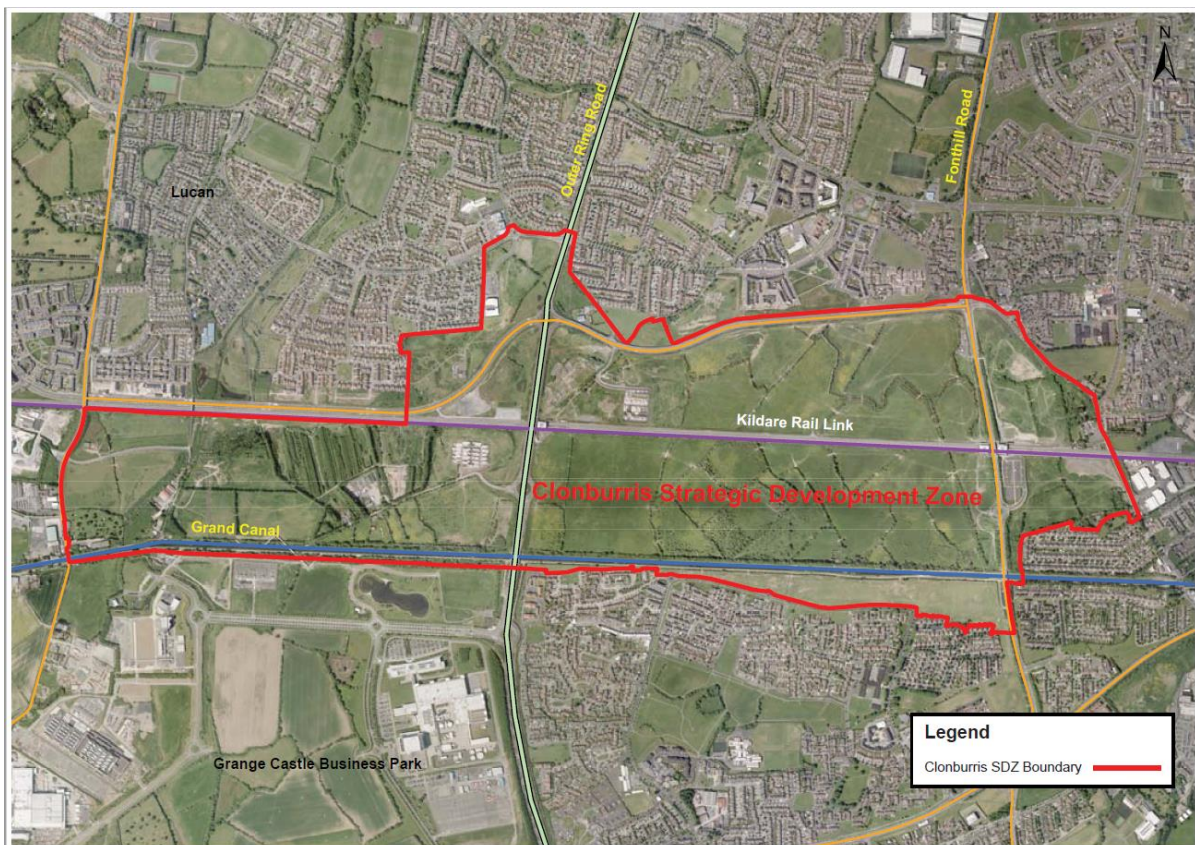 N
Outer Ring Road
Fonthill Road
Lucan
Kildare Rail Link
Clonburris Strategic Development Zone
Grand Canal
Grange Castle Business Park
Legend
Clonburris SDZ Boundary